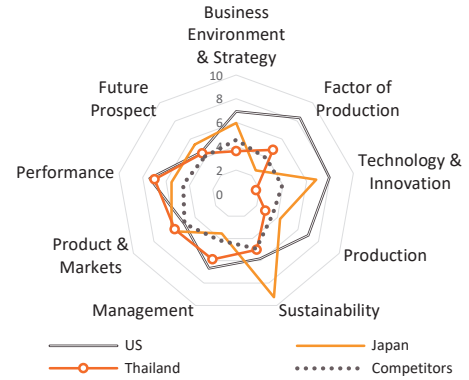 Business
Environment
& Strategy
10
8
6
4
2
0
Future
Prospect
Factor of
Production
Technology &
Innovation
Performance
Product &
Markets
Production
Management
Sustainability
US
Japan
Thailand
Competitors